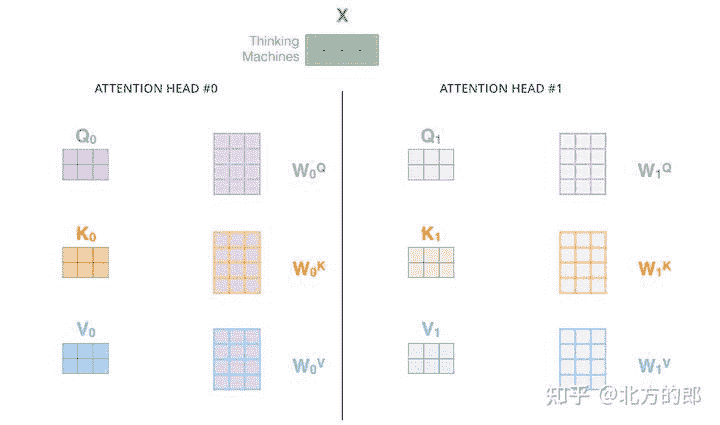 X
Thinking
Machines
ATTENTION HEAD #0
ATTENTION HEAD #1
Q₀
W₀Q
Q₁
W₁Q
K₀
W₀K
K₁
W₁K
V₀
W₀V
V₁
W₁V
知乎 @北方的郎